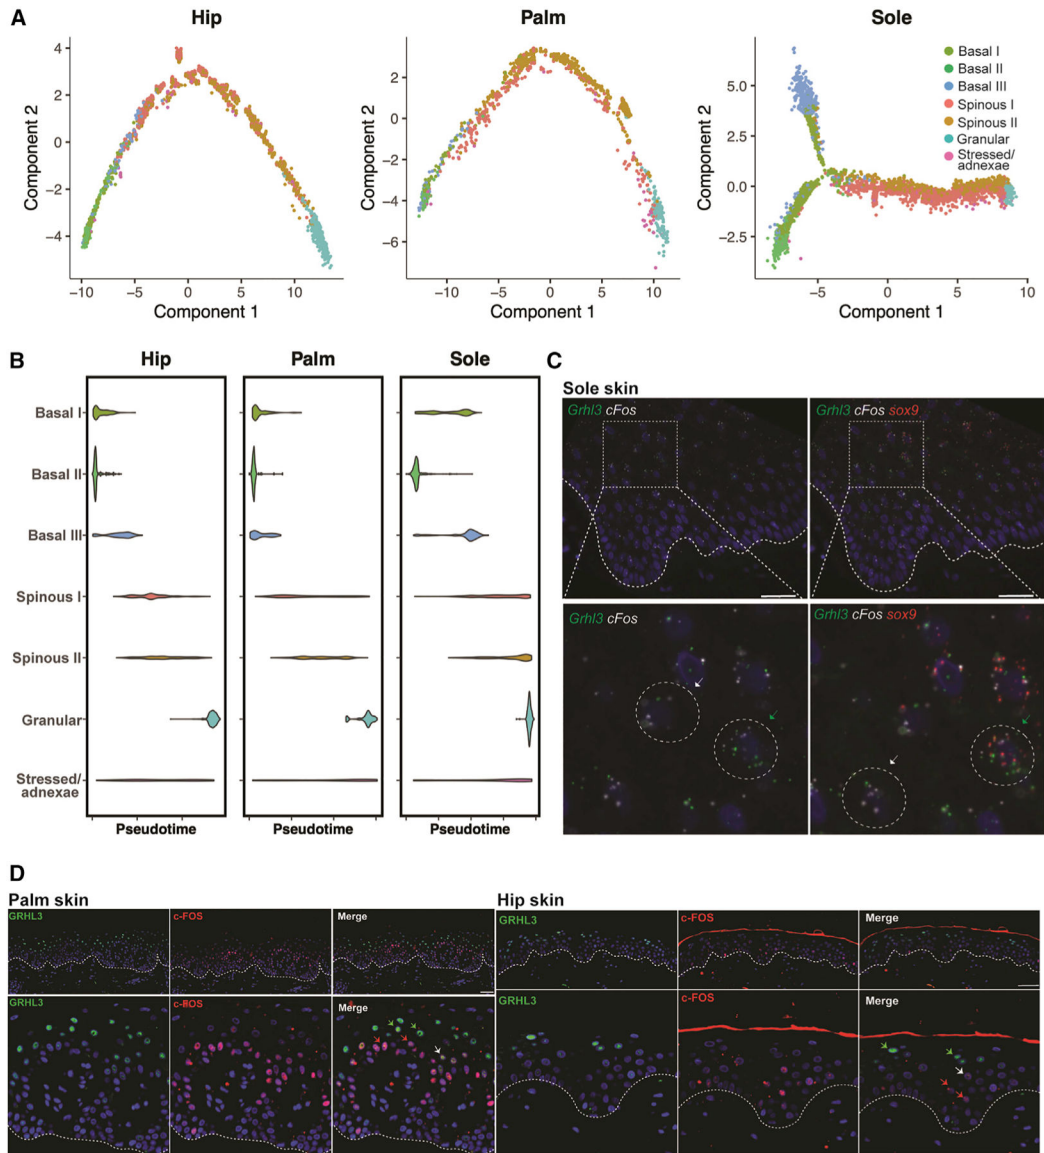 A
Hip
Palm
Sole
Component 2
4
2
0
−2
−4
−10
−5
0
5
10
Component 1
Component 2
2
0
−2
−4
−6
−10
−5
0
5
10
Component 1
Component 2
5.0
2.5
0.0
−2.5
−5
0
5
10
Component 1
Basal I
Basal II
Basal III
Spinous I
Spinous II
Granular
Stressed/
adnexae
B
Hip
Palm
Sole
Basal I
Basal II
Basal III
Spinous I
Spinous II
Granular
Stressed/
adnexae
Pseudotime
Pseudotime
Pseudotime
C
Sole skin
Grhl3 cFos
Grhl3 cFos sox9
Grhl3 cFos
Grhl3 cFos sox9
D
Palm skin
GRHL3
c-FOS
Merge
GRHL3
c-FOS
Merge
Hip skin
GRHL3
c-FOS
Merge
GRHL3
c-FOS
Merge